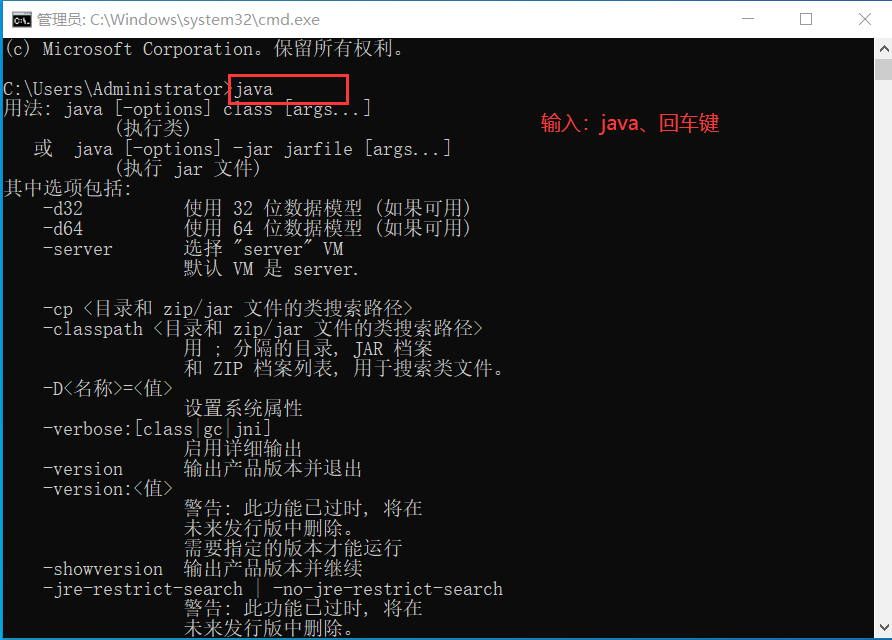 管理员: C:\Windows\system32\cmd.exe
(c) Microsoft Corporation。保留所有权利。
C:\Users\Administrator>java
用法: java [-options] class [args...]
(执行类)
或 java [-options] -jar jarfile [args...]
(执行 jar 文件)
输入：java、回车键
其中选项包括:
-d32 使用 32 位数据模型 (如果可用)
-d64 使用 64 位数据模型 (如果可用)
-server 选择 "server" VM
默认 VM 是 server.
-cp <目录和 zip/jar 文件的类搜索路径>
-classpath <目录和 zip/jar 文件的类搜索路径>
用 ; 分隔的目录, JAR 档案
和 ZIP 档案列表, 用于搜索类文件。
-D<名称>=<值>
设置系统属性
-verbose:[class|gc|jni]
启用详细输出
-version 输出产品版本并退出
-version:<值>
警告: 此功能已过时, 将在
未来发行版中删除。
需要指定的版本才能运行
-showversion 输出产品版本并继续
-jre-restrict-search | -no-jre-restrict-search
警告: 此功能已过时, 将在
未来发行版中删除。